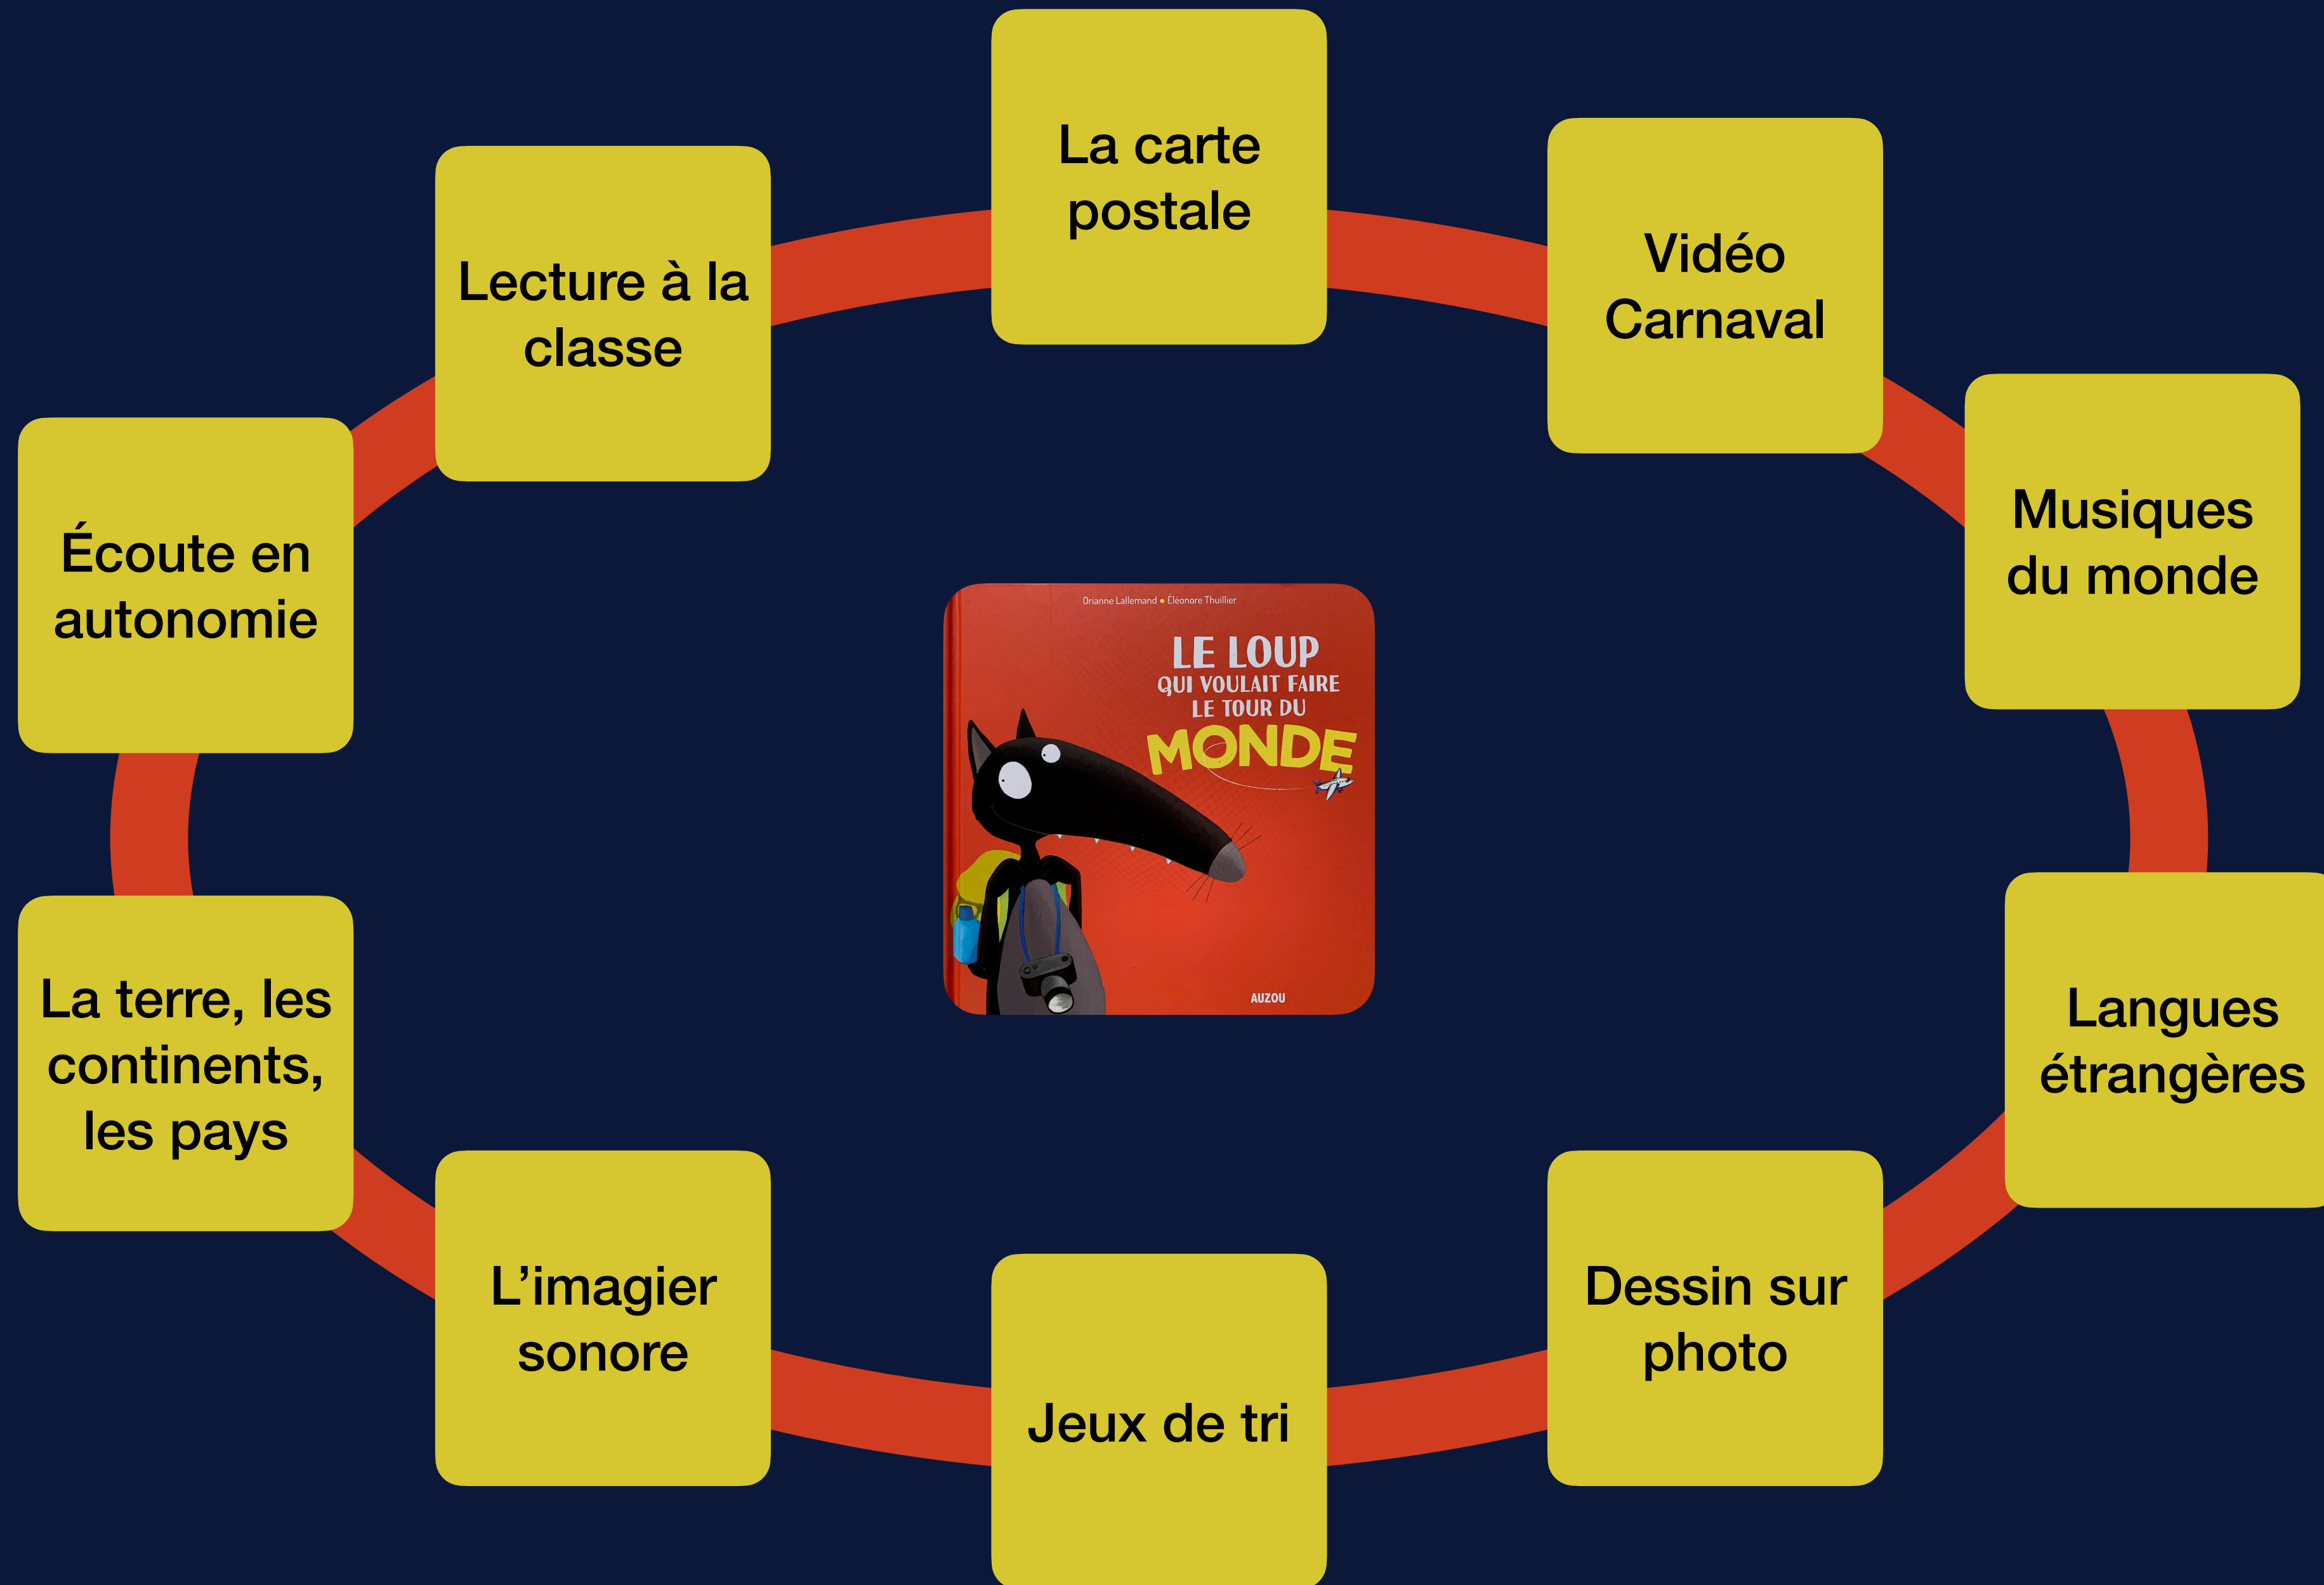 La carte
postale
Vidéo
Carnaval
Lecture à la
classe
Musiques
du monde
Écoute en
autonomie
Orianne Lallemand • Éléonore Thuillier
LE LOUP
QUI VOULAIT FAIRE
LE TOUR DU
MONDE
AUZOU
La terre, les
continents,
les pays
Langues
étrangères
L’imagier
sonore
Dessin sur
photo
Jeux de tri